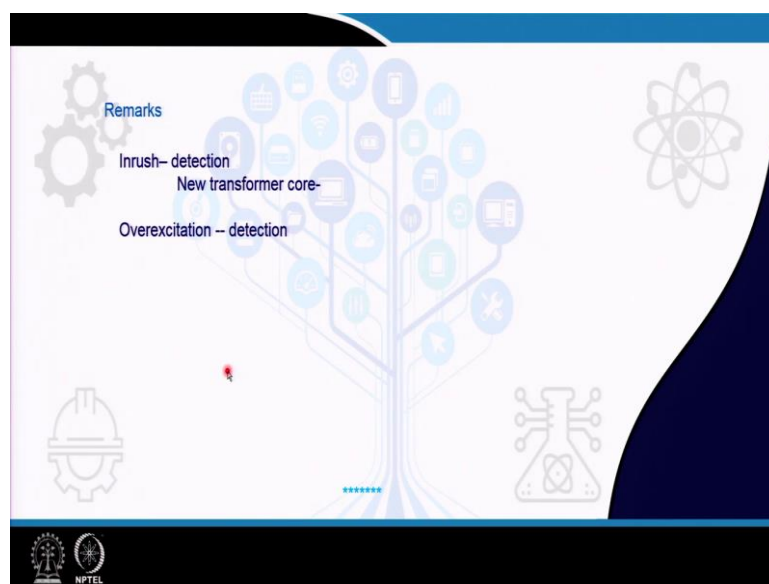 Remarks
Inrush– detection
New transformer core-
Overexcitation -- detection
*******
NPTEL